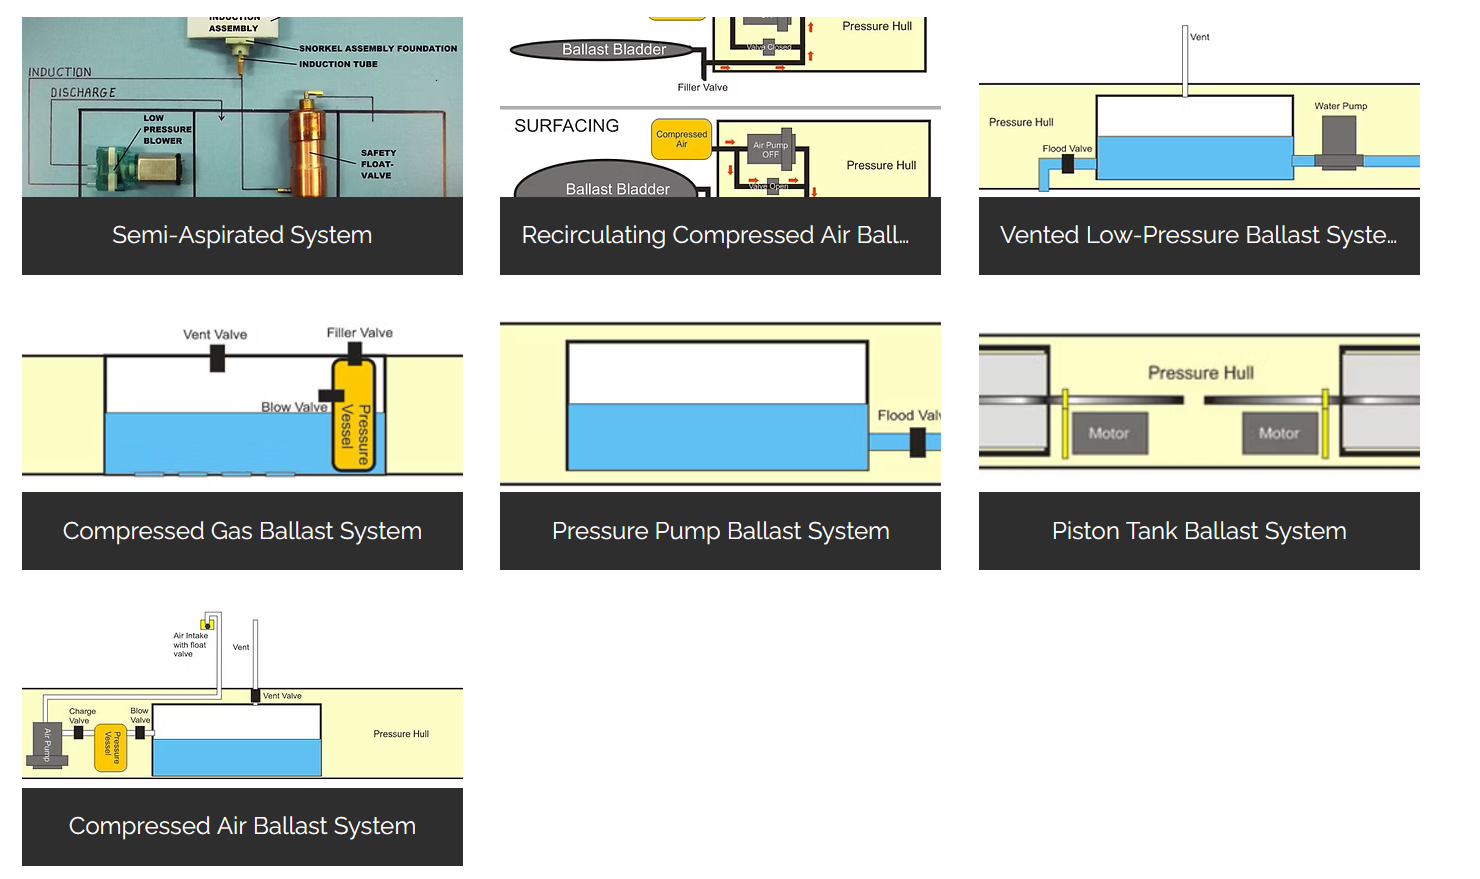 INDUCTION
ASSEMBLY
SNORKEL ASSEMBLY FOUNDATION
INDUCTION TUBE
INDUCTION
DISCHARGE
LOW
PRESSURE
BLOWER
SAFETY
FLOAT-
VALVE
Semi-Aspirated System
Pressure Hull
Valve Closed
Ballast Bladder
Filler Valve
SURFACING
Compressed
Air
Air Pump
OFF
Pressure Hull
Valve Open
Ballast Bladder
Recirculating Compressed Air Ball...
Vent
Water Pump
Pressure Hull
Flood Valve
Vented Low-Pressure Ballast Syste...
Vent Valve
Filler Valve
Blow Valve
Pressure
Vessel
Compressed Gas Ballast System
Flood Valv
Pressure Pump Ballast System
Pressure Hull
Motor
Motor
Piston Tank Ballast System
Air Intake
with float
valve
Vent
Vent Valve
Charge
Valve
Blow
Valve
Air Pump
Pressure
Vessel
Pressure Hull
Compressed Air Ballast System